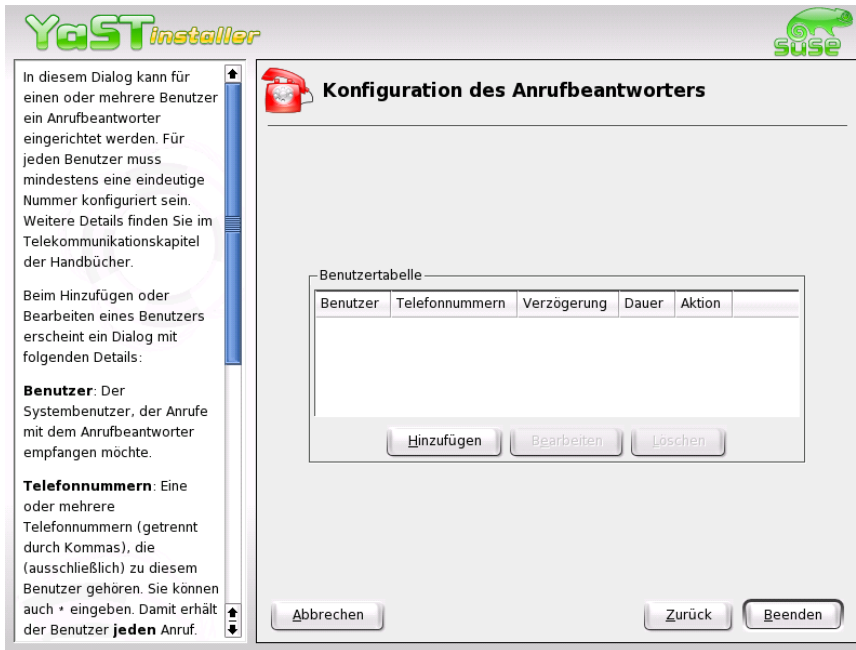 YaST installer
SUSE
In diesem Dialog kann für
einen oder mehrere Benutzer
ein Anrufbeantworter
eingerichtet werden. Für
jeden Benutzer muss
mindestens eine eindeutige
Nummer konfiguriert sein.
Weitere Details finden Sie im
Telekommunikationskapitel
der Handbücher.
Beim Hinzufügen oder
Bearbeiten eines Benutzers
erscheint ein Dialog mit
folgenden Details:
Benutzer: Der
Systembenutzer, der Anrufe
mit dem Anrufbeantworter
empfangen möchte.
Telefonnummern: Eine
oder mehrere
Telefonnummern (getrennt
durch Kommas), die
(ausschließlich) zu diesem
Benutzer gehören. Sie können
auch * eingeben. Damit erhält
der Benutzer jeden Anruf.
Konfiguration des Anrufbeantworters
Benutzertabelle
Benutzer Telefonnummern Verzögerung Dauer Aktion
Hinzufügen Bearbeiten Löschen
Abbrechen Zurück Beenden